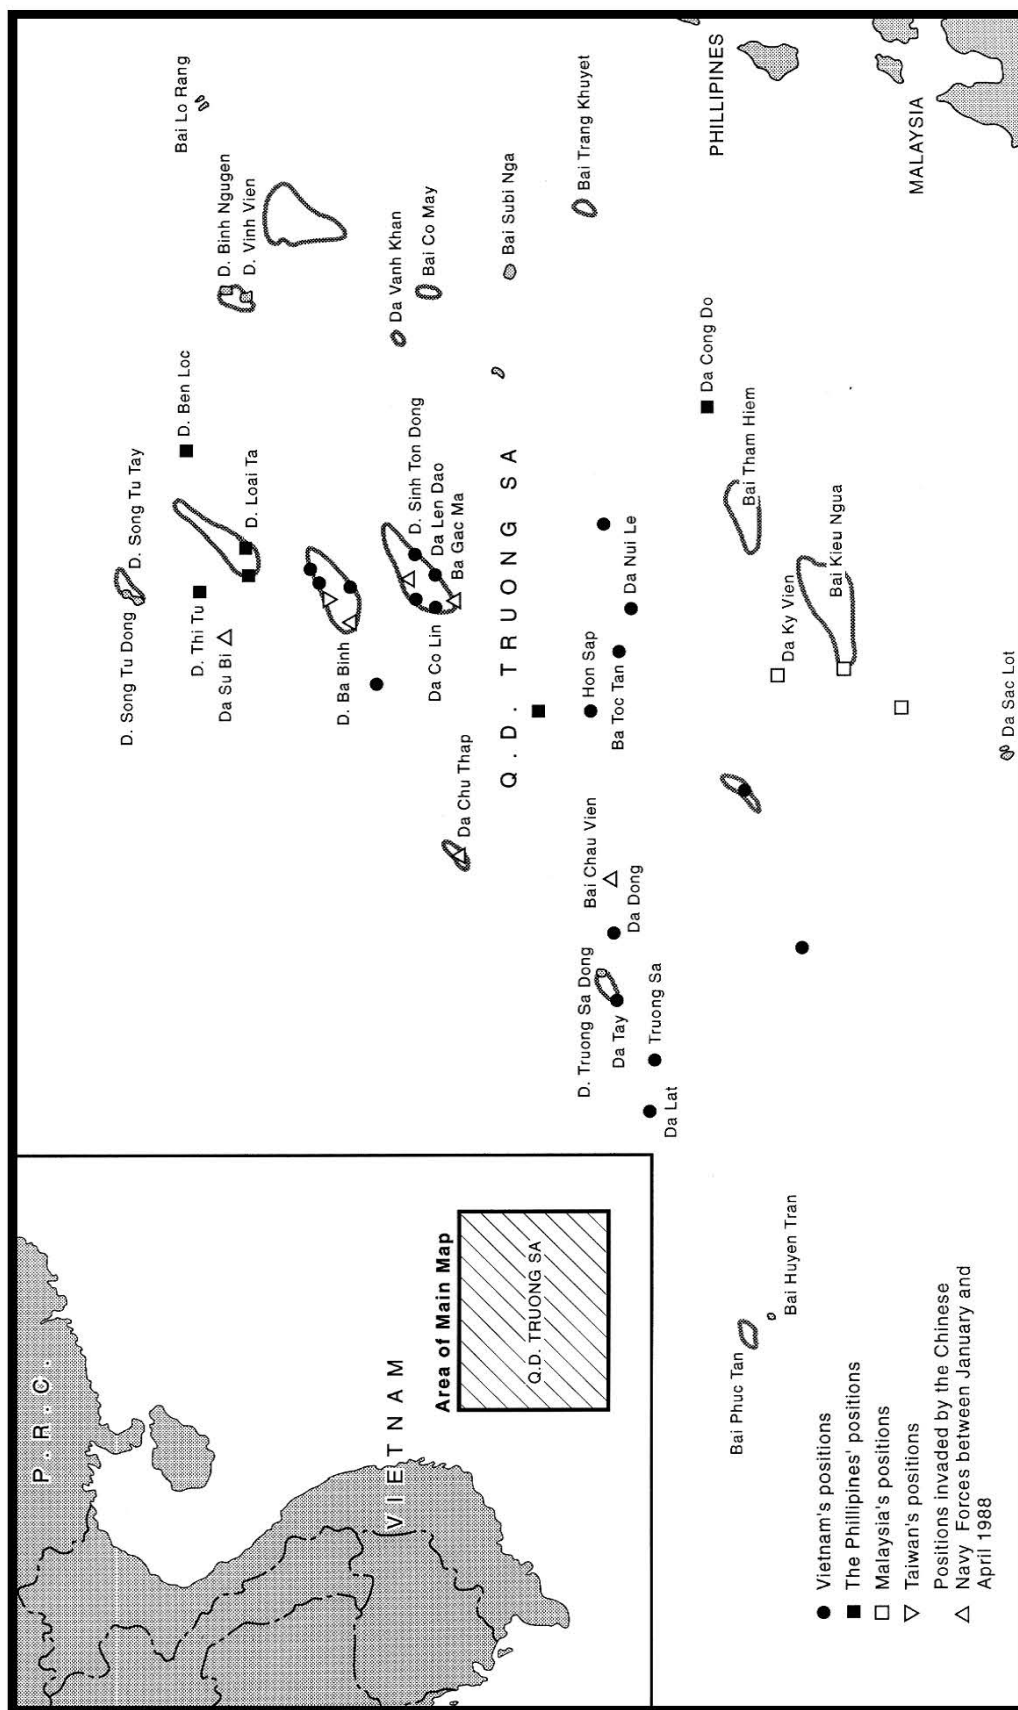 P.R.C.
VIETNAM
Area of Main Map
Q.D. TRUONG SA
D. Song Tu Dong
D. Song Tu Tay
Bai Lo Rang
D. Thi Tu
D. Ben Loc
Da Su Bi
D. Loai Ta
D. Binh Ngugen
D. Vinh Vien
D. Ba Binh
Da Vanh Khan
Bai Co May
Da Co Lin
D. Sinh Ton Dong
Da Len Dao
Ba Gac Ma
Da Chu Thap
Q.D. TRUONG SA
Bai Subi Nga
Bai Trang Khuyet
Hon Sap
Ba Toc Tan
Da Nui Le
Bai Chau Vien
Da Dong
D. Truong Sa Dong
Da Tay
Truong Sa
Da Lat
Da Cong Do
PHILLIPINES
Bai Tham Hiem
Da Ky Vien
Bai Kieu Ngua
MALAYSIA
Da Sac Lot
Bai Phuc Tan
Bai Huyen Tran
Vietnam's positions
The Phillipines' positions
Malaysia's positions
Taiwan's positions
Positions invaded by the Chinese
Navy Forces between January and
April 1988